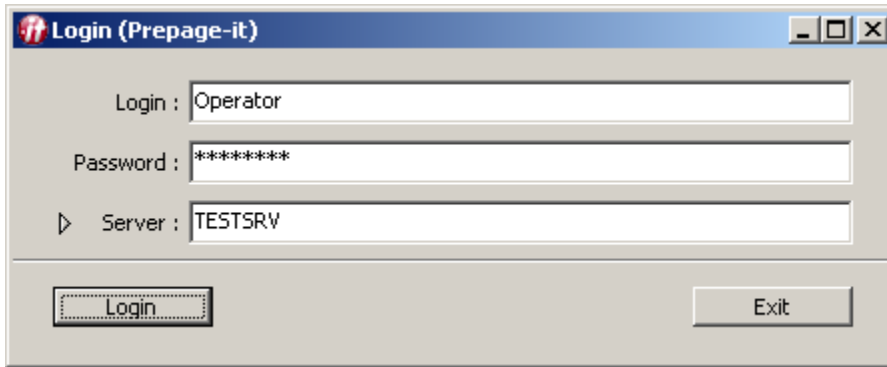 Login (Prepage-it)
Login : Operator
Password : ********
Server : TESTSRV
Login Exit